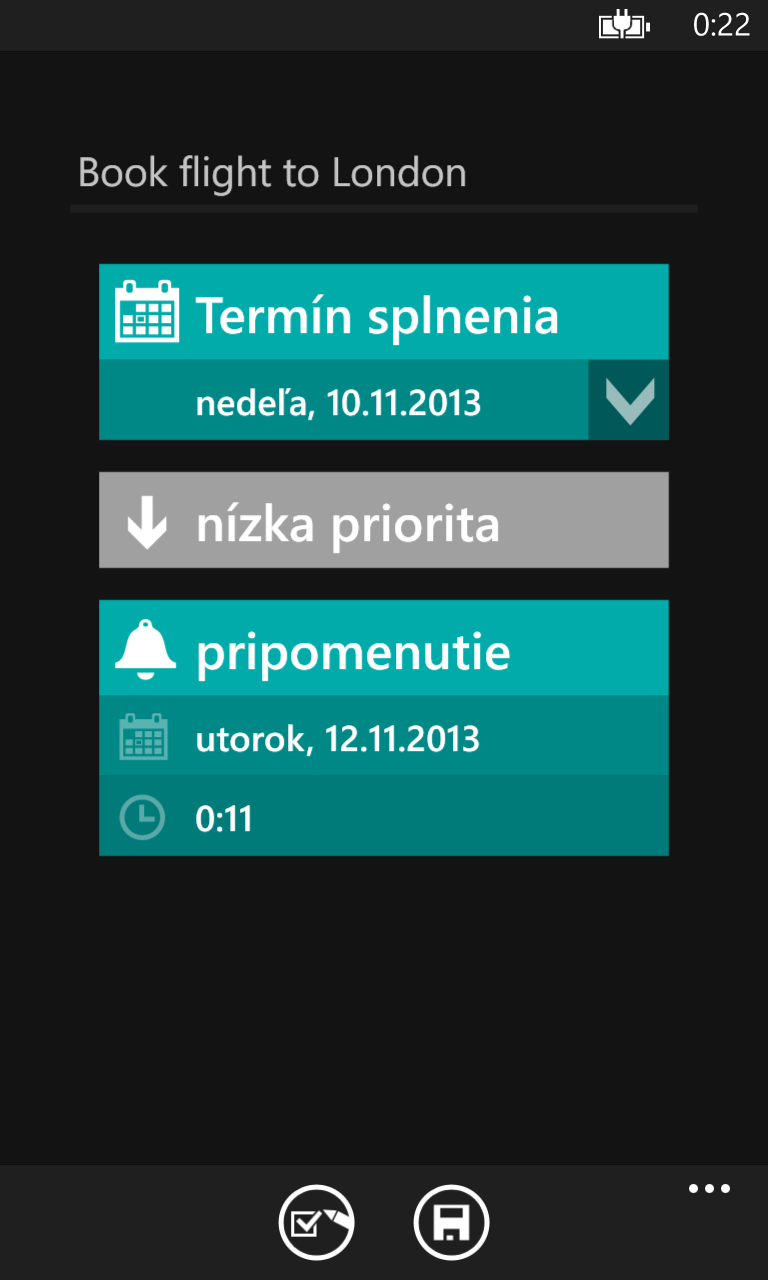 0:22
Book flight to London
Termín splnenia
nedeľa, 10.11.2013
nízka priorita
pripomenutie
utorok, 12.11.2013
0:11